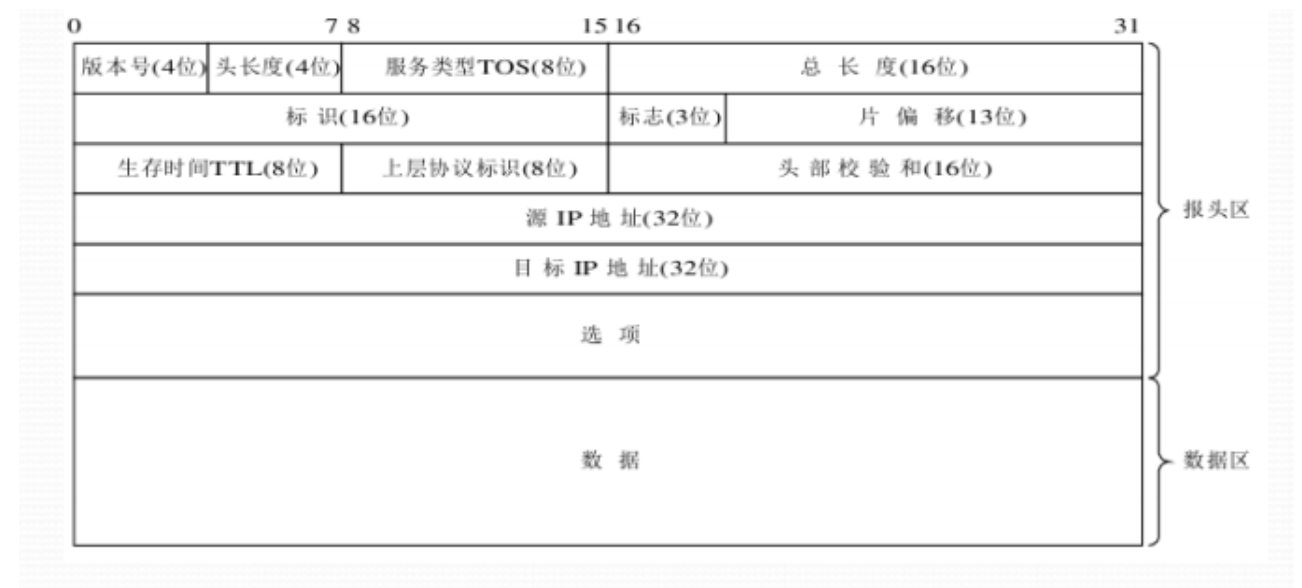 0 7 8 15 16 31
版本号(4位) 头长度(4位) 服务类型TOS(8位) 总 长 度(16位)
标 识(16位) 标志(3位) 片 偏 移(13位)
生存时间TTL(8位) 上层协议标识(8位) 头 部 校 验 和(16位)
源 IP 地 址(32位) 报头区
目 标 IP 地 址(32位)
选 项
数 据 数据区